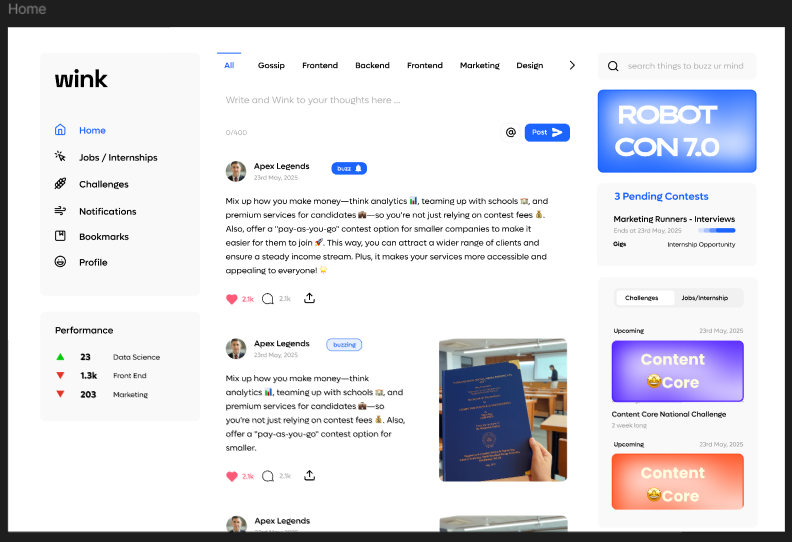 Home
wink
Home
Jobs / Internships
Challenges
Notifications
Bookmarks
Profile
Performance
23 Data Science
1.3k Front End
203 Marketing
All Gossip Frontend Backend Frontend Marketing Design
Write and Wink to your thoughts here ...
0/400
@
Post
Apex Legends
buzz
23rd May, 2025
Mix up how you make money—think analytics 📊, teaming up with schools 🏫, and
premium services for candidates 💼—so you're not just relying on contest fees 💰.
Also, offer a "pay-as-you-go" contest option for smaller companies to make it
easier for them to join 🚀. This way, you can attract a wider range of clients and
ensure a steady income stream. Plus, it makes your services more accessible and
appealing to everyone! 🌟
2.1k 2.1k
Apex Legends
buzzing
23rd May, 2025
Mix up how you make money—think
analytics 📊, teaming up with schools 🏫, and
premium services for candidates 💼—so
you're not just relying on contest fees 💰. Also,
offer a "pay-as-you-go" contest option for
smaller.
2.1k 2.1k
Apex Legends
search things to buzz ur mind
ROBOT
CON 7.0
3 Pending Contests
Marketing Runners - Interviews
Ends at 23rd May, 2025
Gigs Internship Opportunity
Challenges Jobs/Internship
Upcoming 23rd May, 2025
Content
🤩Core
Content Core National Challenge
2 week long
Upcoming 23rd May, 2025
Content
🤩Core